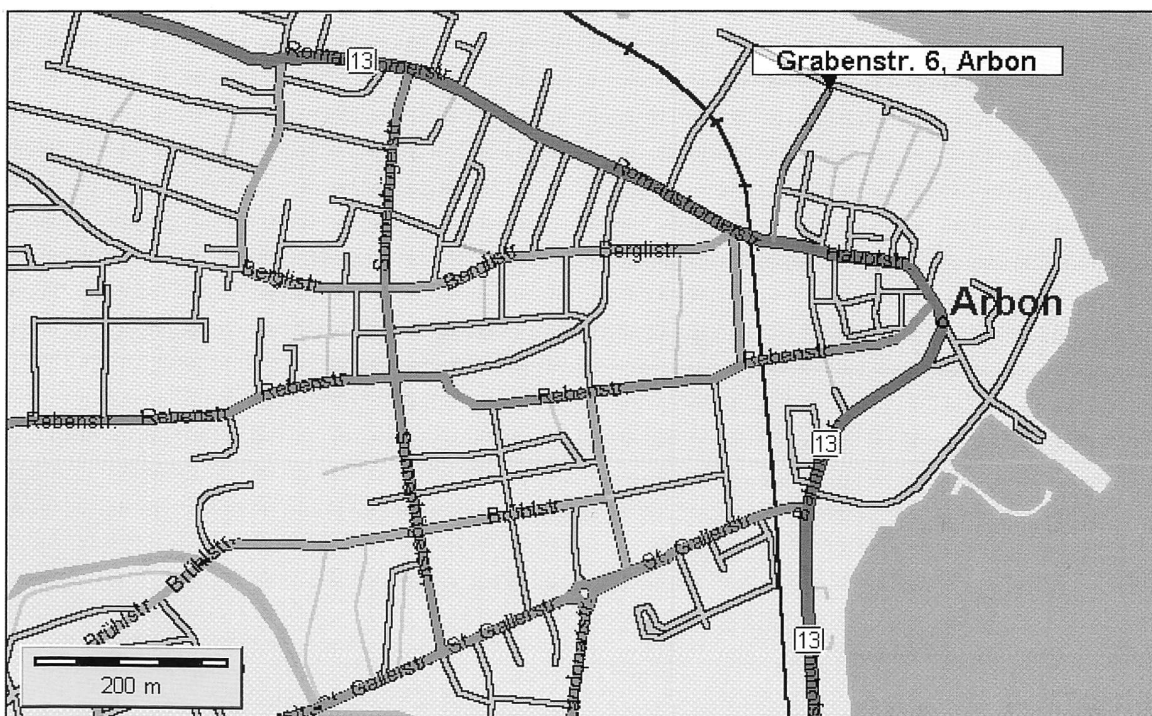 13
Grabenstr. 6, Arbon
Romanshornerstr.
Berglistr.
Berglistr.
Berglistr.
Hauptstr.
Arbon
Rebenstr.
Rebenstr.
Rebenstr.
Rebenstr.
Rebenstr.
13
Brühlstr.
St. Gallerstr.
Brühlstr.
Brühlstr.
St. Gallerstr.
St. Gallerstr.
13
200 m